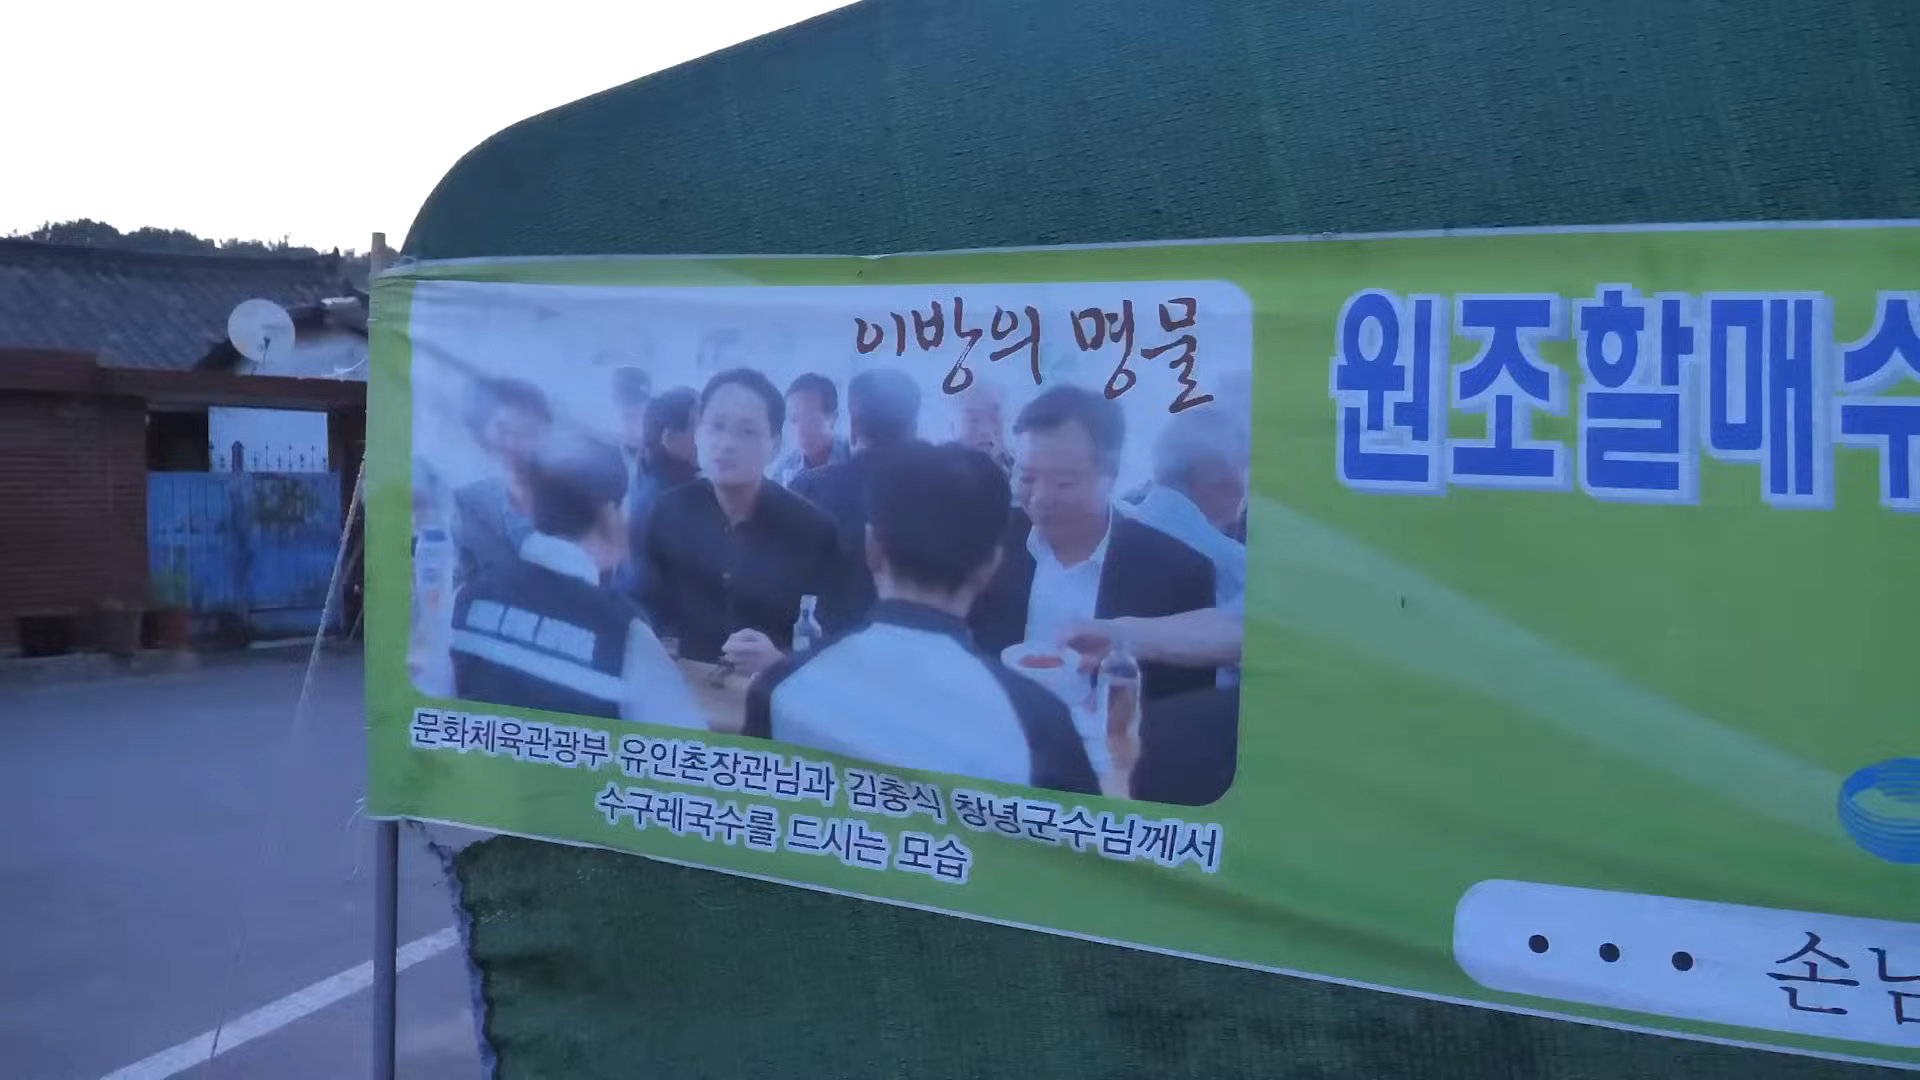 이방의 명물
원조할매수
문화체육관광부 유인촌장관님과 김충식 창녕군수님께서
수구레국수를 드시는 모습
• • • 손님